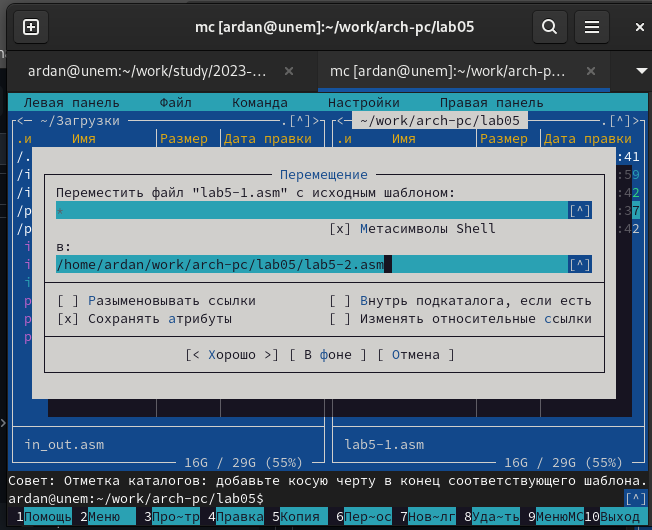 mc [ardan@unem]:~/work/arch-pc/lab05
ardan@unem:~/work/study/2023-...
mc [ardan@unem]:~/work/arch-p...
Левая панель Файл Команда Настройки Правая панель
<─ ~/Загрузки .[^]>
<─ ~/work/arch-pc/lab05 .[^]>
.и Имя Размер Дата правки
.и Имя Размер Дата правки
/. :41
/i :59
/i :42
/p :37
/p :42
i
i
i
p
p
p
Перемещение
Переместить файл "lab5-1.asm" с исходным шаблоном:
* [^]
[x] Метасимволы Shell
в:
/home/ardan/work/arch-pc/lab05/lab5-2.asm [^]
[ ] Разыменовывать ссылки [ ] Внутрь подкаталога, если есть
[x] Сохранять атрибуты [ ] Изменять относительные ссылки
[< Хорошо >] [ В фоне ] [ Отмена ]
in_out.asm
lab5-1.asm
16G / 29G (55%)
16G / 29G (55%)
Совет: Отметка каталогов: добавьте косую черту в конец соответствующего шаблона.
ardan@unem:~/work/arch-pc/lab05$ [^]
1Помощь 2Меню 3Про~тр 4Правка 5Копия 6Пер~ос 7Нов~лг 8Уда~ть 9МенюМС 10Выход